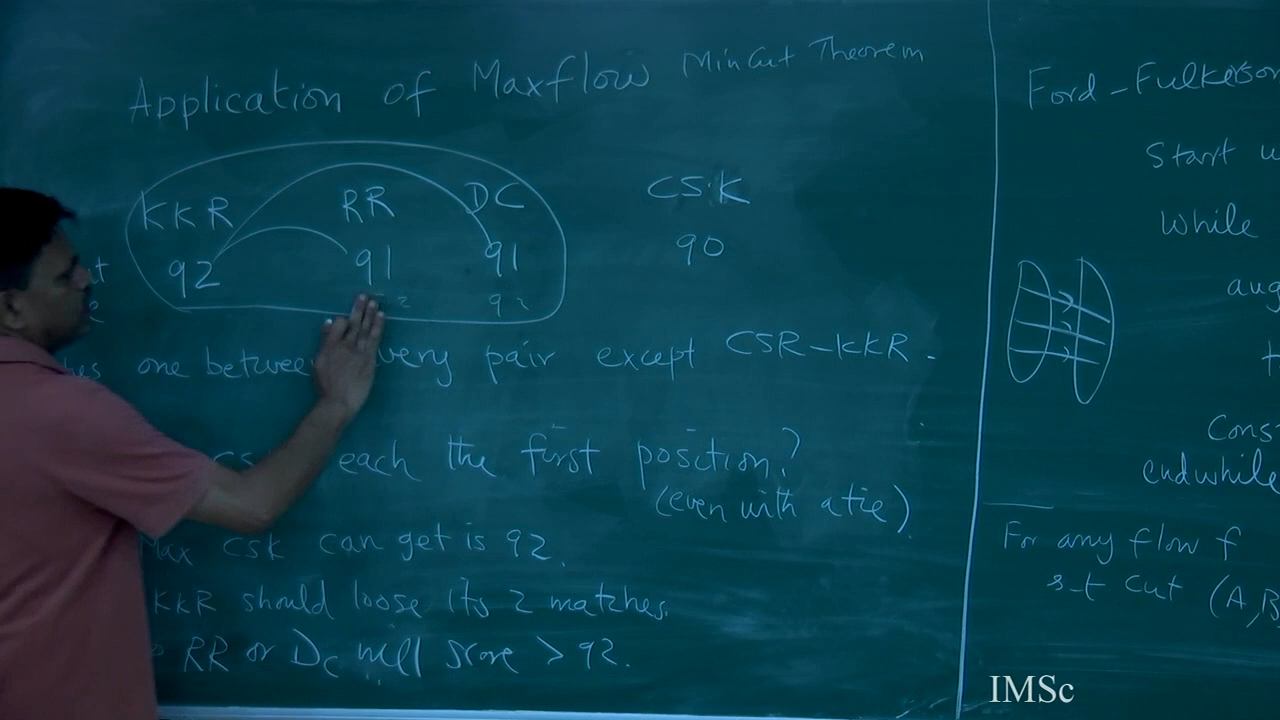 Application of Maxflow MinCut Theorem
KKR RR DC CSK
92 91 91 90
92
one between every pair except CSR-KKR.
each the first position?
(even with a tie)
Max CSK can get is 92.
KKR should loose its 2 matches.
RR or DC will score > 92.
Ford-Fulkerson
Start
While
aug
Cons
endwhile
For any flow f
s-t cut (A,B
IMSc